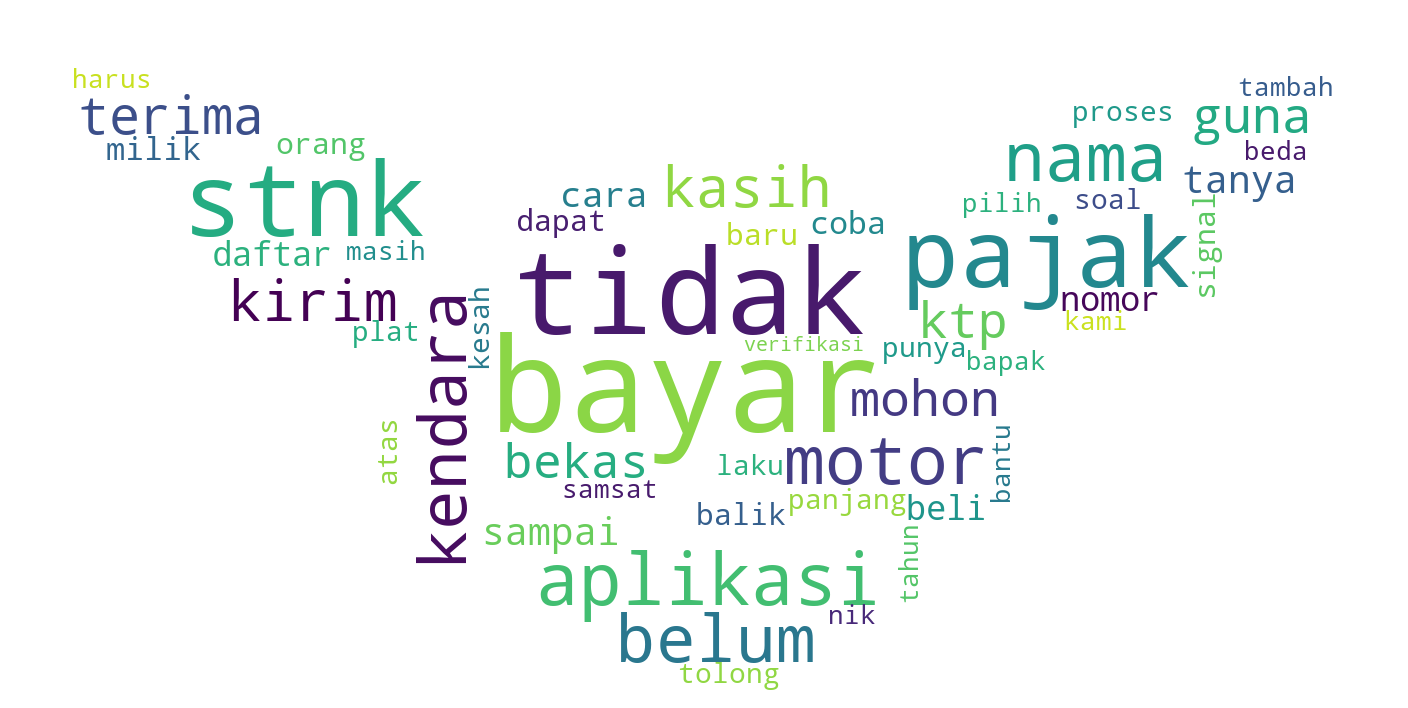 harus
terima
milik
orang
stnk
daftar
masih
kirim
plat
kendara
kesah
atas
cara
kasih
dapat
baru
coba
tidak
verifikasi
bayar
bekas
laku
samsat
balik
sampai
aplikasi
belum
nik
tolong
tambah
proses
guna
nama
beda
tanya
pilih
soal
signal
pajak
nomor
ktp
kami
punya
bapak
mohon
motor
bantu
panjang
beli
tahun